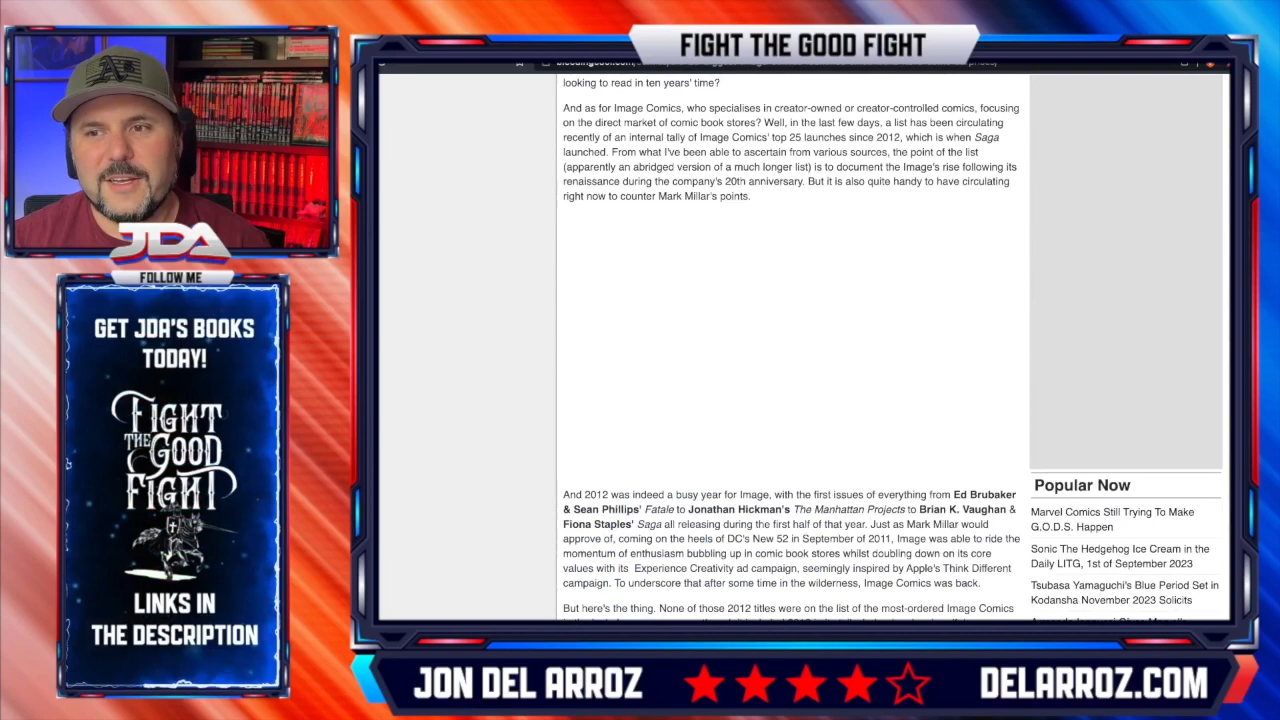 FIGHT THE GOOD FIGHT
JDA
FOLLOW ME
GET JDA'S BOOKS
TODAY!
FIGHT
THE GOOD
FIGHT
LINKS IN
THE DESCRIPTION
looking to read in ten years' time?
And as for Image Comics, who specialises in creator-owned or creator-controlled comics, focusing
on the direct market of comic book stores? Well, in the last few days, a list has been circulating
recently of an internal tally of Image Comics' top 25 launches since 2012, which is when Saga
launched. From what I've been able to ascertain from various sources, the point of the list
(apparently an abridged version of a much longer list) is to document the Image's rise following its
renaissance during the company's 20th anniversary. But it is also quite handy to have circulating
right now to counter Mark Millar's points.
And 2012 was indeed a busy year for Image, with the first issues of everything from Ed Brubaker
& Sean Phillips' Fatale to Jonathan Hickman's The Manhattan Projects to Brian K. Vaughan &
Fiona Staples' Saga all releasing during the first half of that year. Just as Mark Millar would
approve of, coming on the heels of DC's New 52 in September of 2011, Image was able to ride the
momentum of enthusiasm bubbling up in comic book stores whilst doubling down on its core
values with its Experience Creativity ad campaign, seemingly inspired by Apple's Think Different
campaign. To underscore that after some time in the wilderness, Image Comics was back.
But here's the thing. None of those 2012 titles were on the list of the most-ordered Image Comics
Popular Now
Marvel Comics Still Trying To Make
G.O.D.S. Happen
Sonic The Hedgehog Ice Cream in the
Daily LITG, 1st of September 2023
Tsubasa Yamaguchi's Blue Period Set in
Kodansha November 2023 Solicits
JON DEL ARROZ
DELARROZ.COM